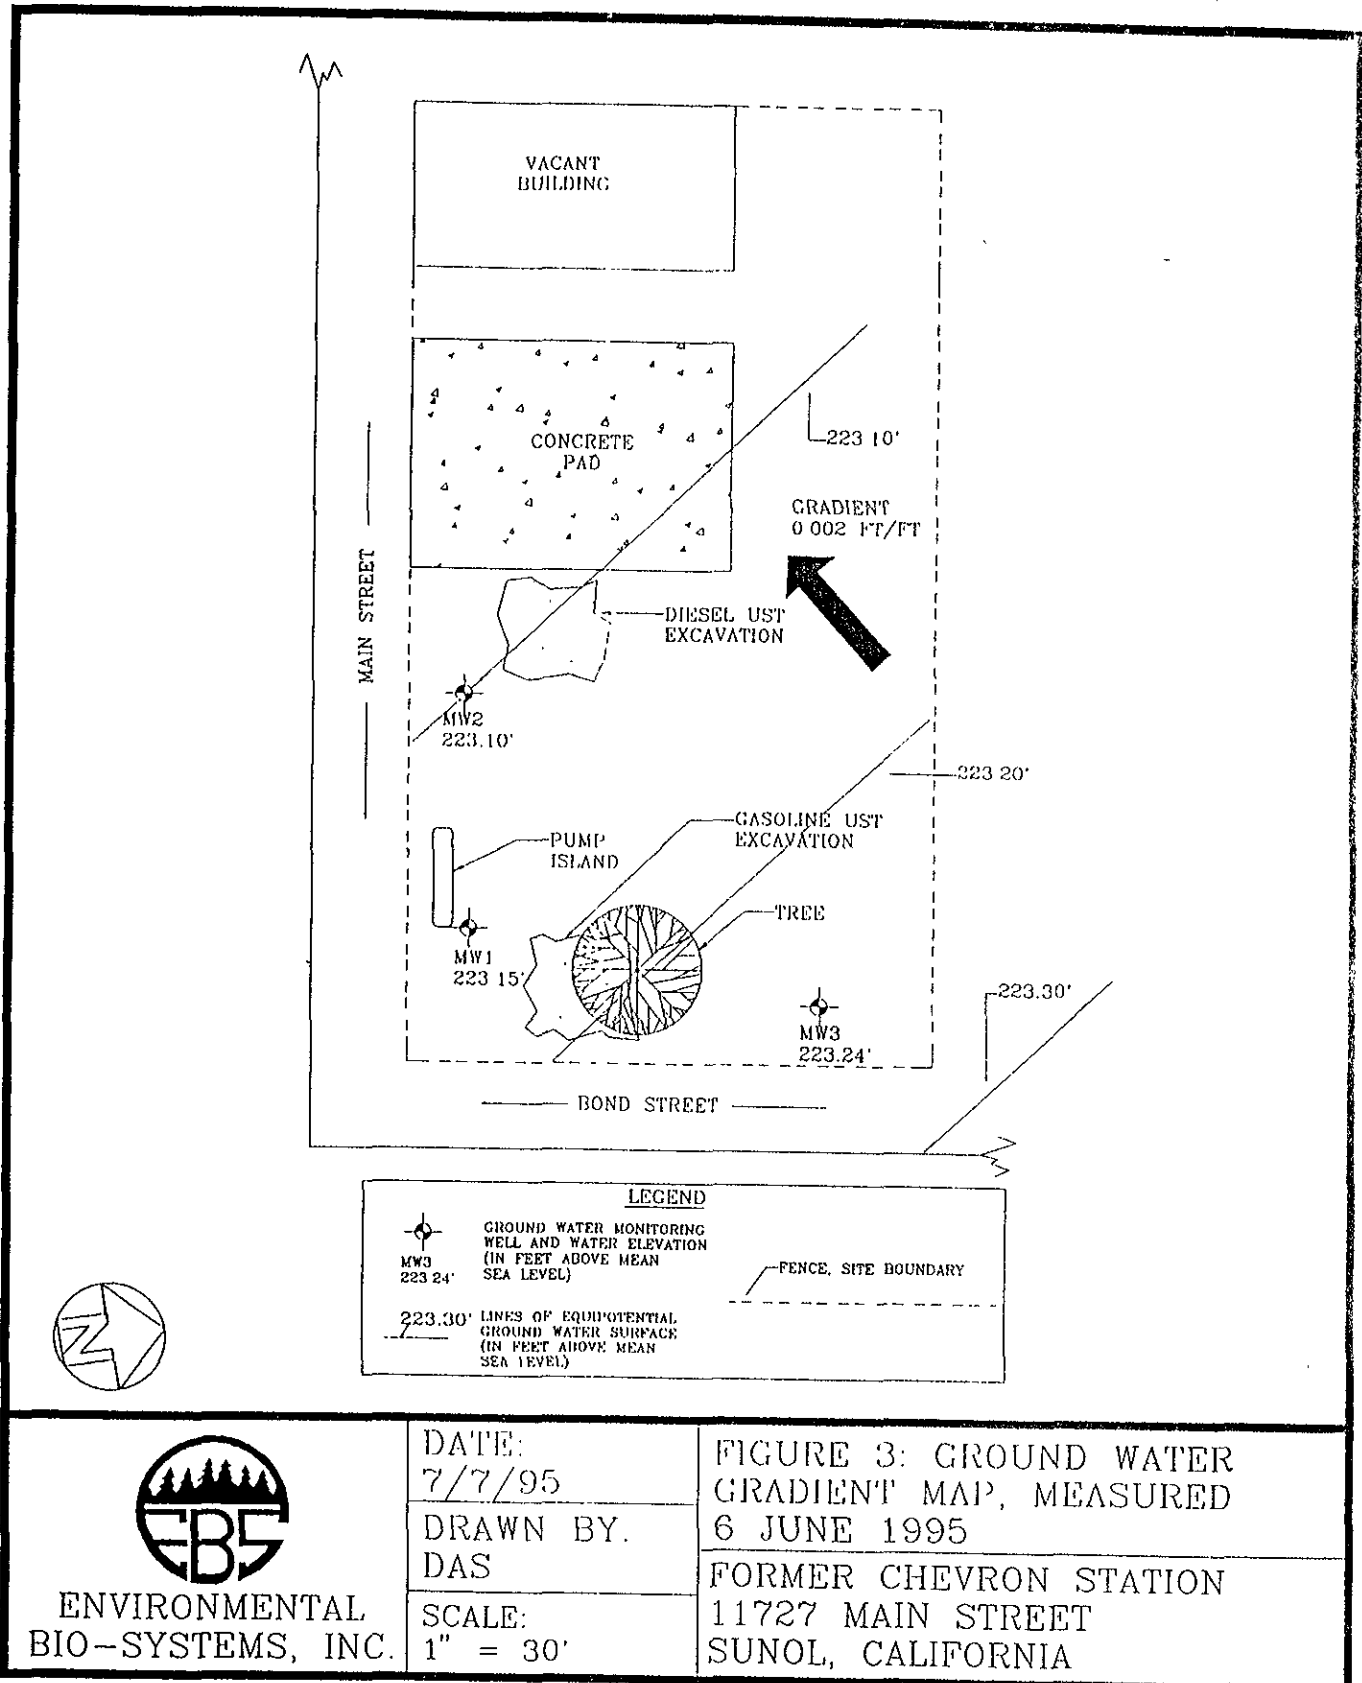 VACANT
BUILDING
CONCRETE
PAD
223 10'
GRADIENT
0 002 FT/FT
MAIN STREET
DIESEL UST
EXCAVATION
MW2
223.10'
223 20'
GASOLINE UST
EXCAVATION
PUMP
ISLAND
TREE
MW1
223 15'
223.30'
MW3
223.24'
BOND STREET
LEGEND
MW3
223 24'
GROUND WATER MONITORING
WELL AND WATER ELEVATION
(IN FEET ABOVE MEAN
SEA LEVEL)
FENCE, SITE BOUNDARY
223.30'
LINES OF EQUIPOTENTIAL
GROUND WATER SURFACE
(IN FEET ABOVE MEAN
SEA LEVEL)
N
EBS
ENVIRONMENTAL
BIO-SYSTEMS, INC.
DATE:
7/7/95
DRAWN BY.
DAS
SCALE:
1" = 30'
FIGURE 3: GROUND WATER
GRADIENT MAP, MEASURED
6 JUNE 1995
FORMER CHEVRON STATION
11727 MAIN STREET
SUNOL, CALIFORNIA